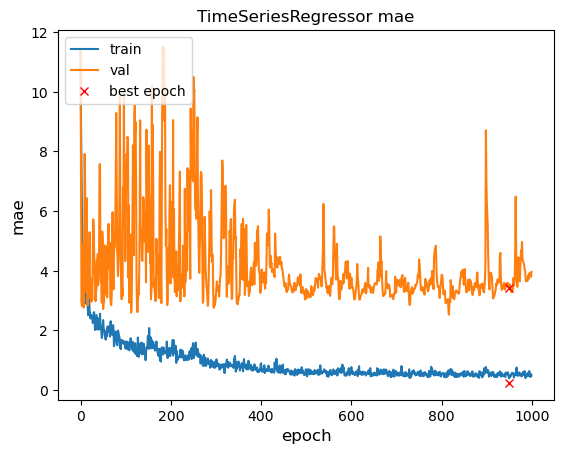 TimeSeriesRegressor mae
12
10
8
6
4
2
0
mae
train
val
best epoch
0 200 400 600 800 1000
epoch